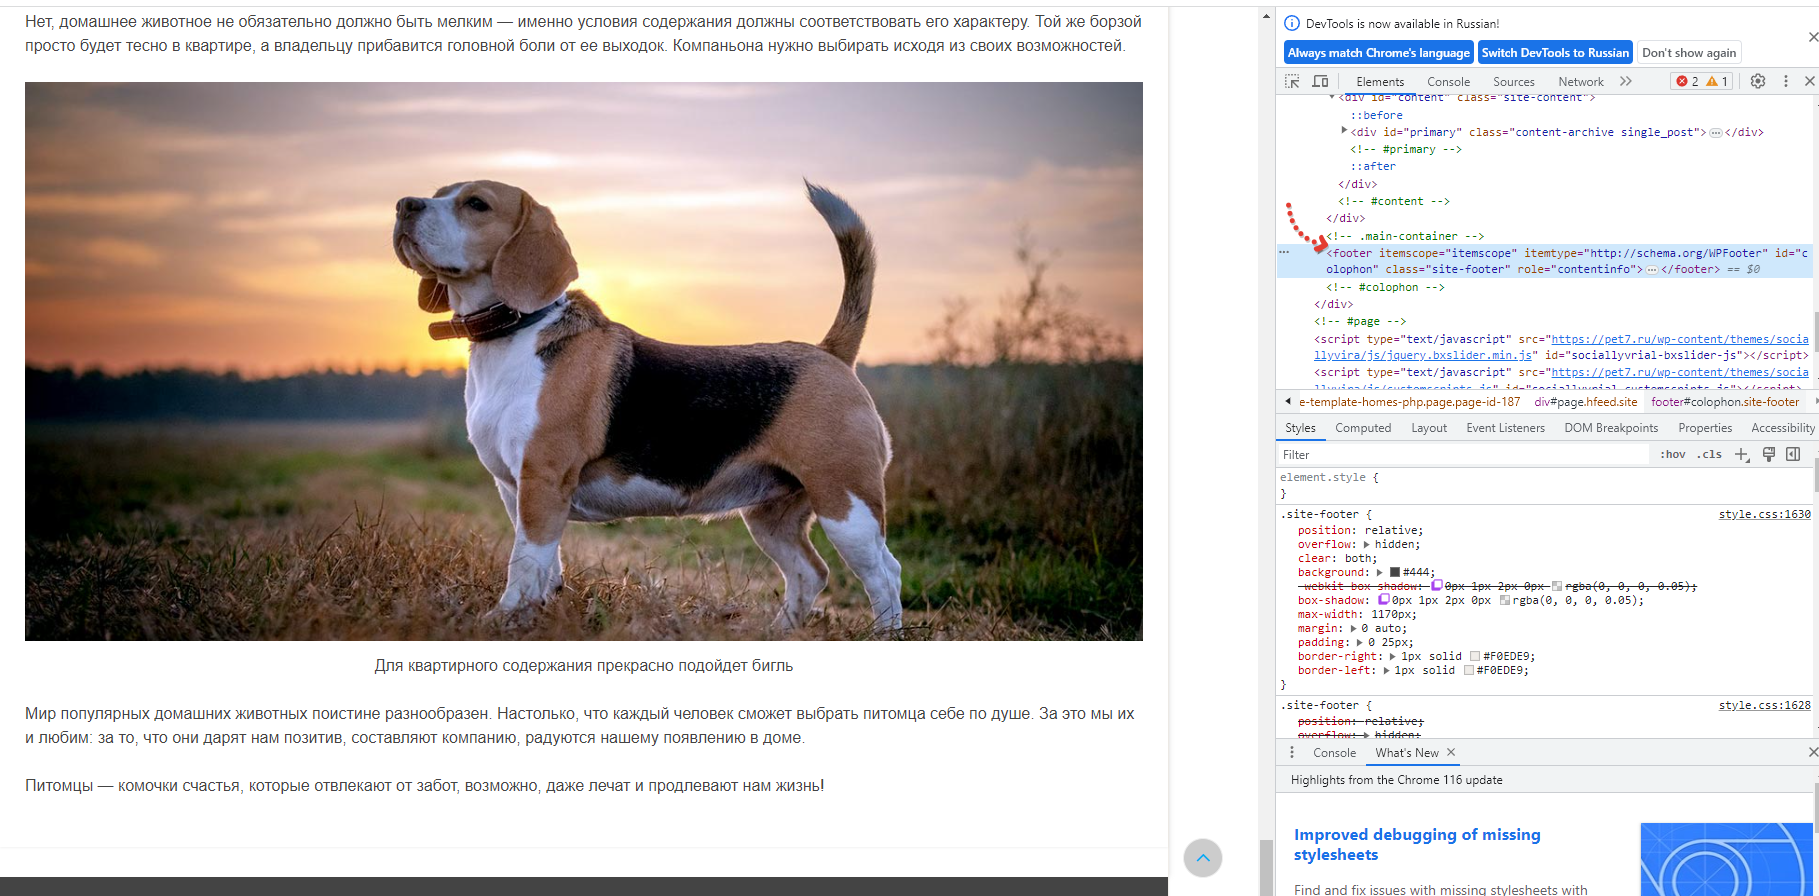 Нет, домашнее животное не обязательно должно быть мелким — именно условия содержания должны соответствовать его характеру. Той же борзой
просто будет тесно в квартире, а владельцу прибавится головной боли от ее выходок. Компаньона нужно выбирать исходя из своих возможностей.
Для квартирного содержания прекрасно подойдет бигль
Мир популярных домашних животных поистине разнообразен. Настолько, что каждый человек сможет выбрать питомца себе по душе. За это мы их
и любим: за то, что они дарят нам позитив, составляют компанию, радуются нашему появлению в доме.
Питомцы — комочки счастья, которые отвлекают от забот, возможно, даже лечат и продлевают нам жизнь!
DevTools is now available in Russian!
Always match Chrome's language Switch DevTools to Russian Don't show again
Elements Console Sources Network 2 1
<div id="content" class="site-content">
::before
<div id="primary" class="content-archive single_post"> … </div>
<!-- #primary -->
::after
</div>
<!-- #content -->
</div>
<!-- .main-container -->
<footer itemscope="itemscope" itemtype="http://schema.org/WPFooter" id="c
olophon" class="site-footer" role="contentinfo"> … </footer> == $0
<!-- #colophon -->
</div>
<!-- #page -->
<script type="text/javascript" src="https://pet7.ru/wp-content/themes/socia
llyvira/js/jquery.bxslider.min.js" id="sociallyvrial-bxslider-js"></script>
<script type="text/javascript" src="https://pet7.ru/wp-content/themes/socia
llyvira/js/customscripts.js" id="sociallyvrial-customscripts-js"></script>
e-template-homes-php.page.page-id-187 div#page.hfeed.site footer#colophon.site-footer
Styles Computed Layout Event Listeners DOM Breakpoints Properties Accessibility
Filter :hov .cls
element.style {
}
.site-footer { style.css:1630
position: relative;
overflow: hidden;
clear: both;
background: #444;
-webkit-box-shadow: 0px 1px 2px 0px rgba(0, 0, 0, 0.05);
box-shadow: 0px 1px 2px 0px rgba(0, 0, 0, 0.05);
max-width: 1170px;
margin: 0 auto;
padding: 0 25px;
border-right: 1px solid #F0EDE9;
border-left: 1px solid #F0EDE9;
}
.site-footer { style.css:1628
position: relative;
overflow: hidden;
Console What's New
Highlights from the Chrome 116 update
Improved debugging of missing
stylesheets
Find and fix issues with missing stylesheets with